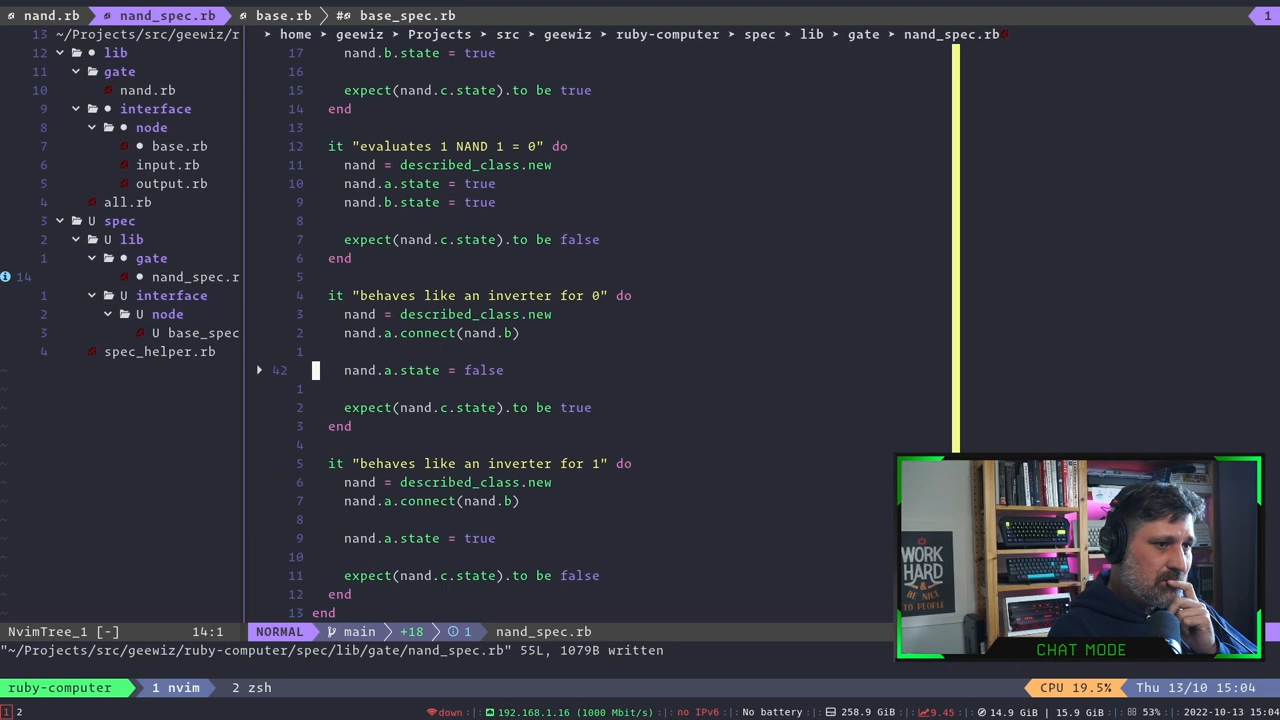 nand.rb nand_spec.rb base.rb #base_spec.rb 1
13 ~/Projects/src/geewiz/r
12 lib
11 gate
10 nand.rb
9 interface
8 node
7 base.rb
6 input.rb
5 output.rb
4 all.rb
3 U spec
2 U lib
1 gate
14 nand_spec.r
1 U interface
2 U node
3 U base_spec
4 spec_helper.rb
~
~
~
~
~
~
~
~
~
~
~
~
~
home geewiz Projects src geewiz ruby-computer spec lib gate nand_spec.rb
17 nand.b.state = true
16
15 expect(nand.c.state).to be true
14 end
13
12 it "evaluates 1 NAND 1 = 0" do
11 nand = described_class.new
10 nand.a.state = true
9 nand.b.state = true
8
7 expect(nand.c.state).to be false
6 end
5
4 it "behaves like an inverter for 0" do
3 nand = described_class.new
2 nand.a.connect(nand.b)
1
42 nand.a.state = false
1
2 expect(nand.c.state).to be true
3 end
4
5 it "behaves like an inverter for 1" do
6 nand = described_class.new
7 nand.a.connect(nand.b)
8
9 nand.a.state = true
10
11 expect(nand.c.state).to be false
12 end
13 end
WORK
HARD
& BE NICE
TO PEOPLE
CHAT MODE
NvimTree_1 [-] 14:1 NORMAL main +18 1 nand_spec.rb
"~/Projects/src/geewiz/ruby-computer/spec/lib/gate/nand_spec.rb" 55L, 1079B written
ruby-computer 1 nvim 2 zsh CPU 19.5% Thu 13/10 15:04
1 2 down 192.168.1.16 (1000 Mbit/s) no IPv6 No battery 258.9 GiB 9.45 14.9 GiB | 15.9 GiB 53% 2022-10-13 15:04